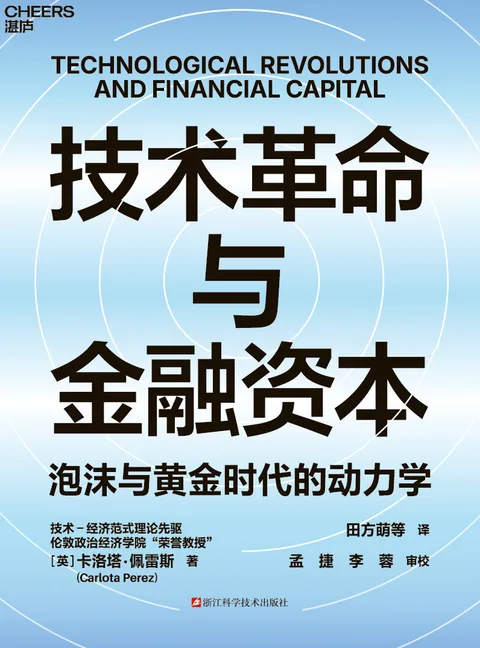 CHEERS
湛庐
TECHNOLOGICAL REVOLUTIONS
AND FINANCIAL CAPITAL
技术革命
与
金融资本
泡沫与黄金时代的动力学
技术－经济范式理论先驱
伦敦政治经济学院“荣誉教授”
[英]卡洛塔·佩雷斯 著
(Carlota Perez)
田方萌等 译
孟 捷 李 蓉 审校
浙江科学技术出版社